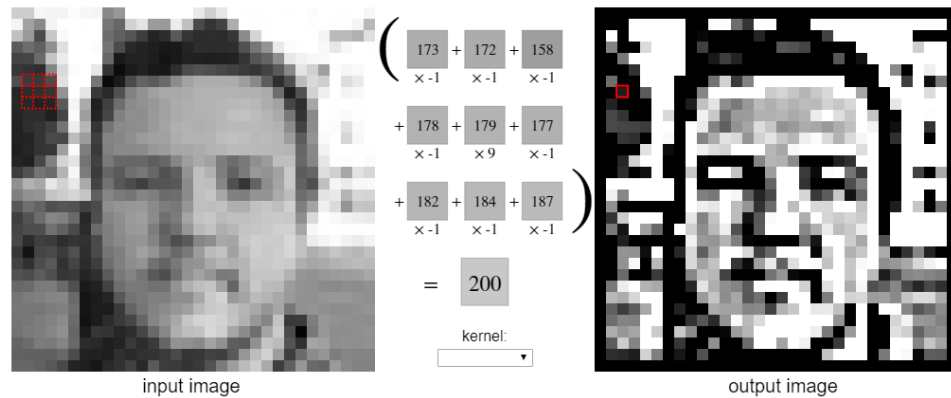 ( 173 + 172 + 158
× -1 × -1 × -1
+ 178 + 179 + 177
× -1 × 9 × -1
+ 182 + 184 + 187 )
× -1 × -1 × -1
= 200
kernel:
input image
output image